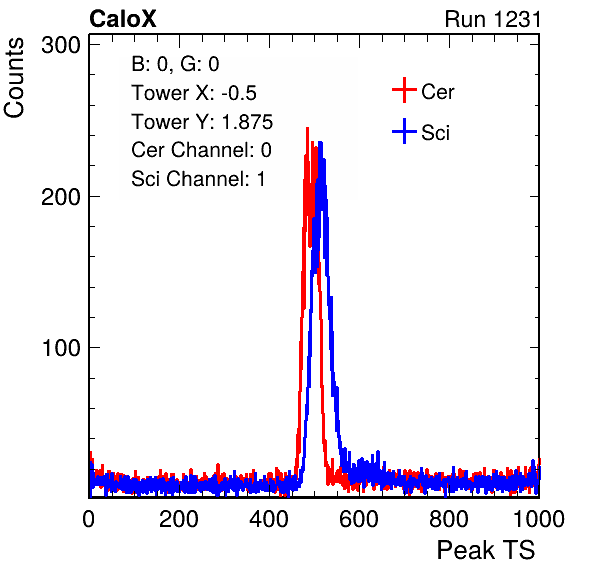 CaloX Run 1231
Counts
300
200
100
B: 0, G: 0
Tower X: -0.5
Tower Y: 1.875
Cer Channel: 0
Sci Channel: 1
Cer
Sci
0 200 400 600 800 1000
Peak TS